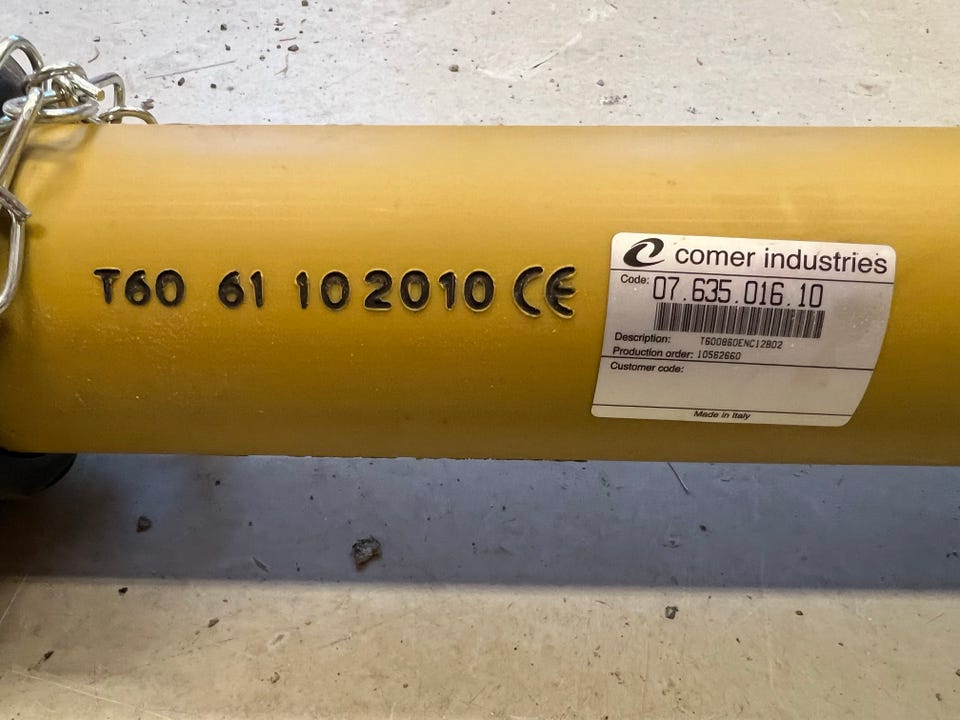 T60 61 10 2010 CE
comer industries
Code: 07.635.016.10
Description: T600860ENC12B02
Production order: 10562660
Customer code:
Made in Italy